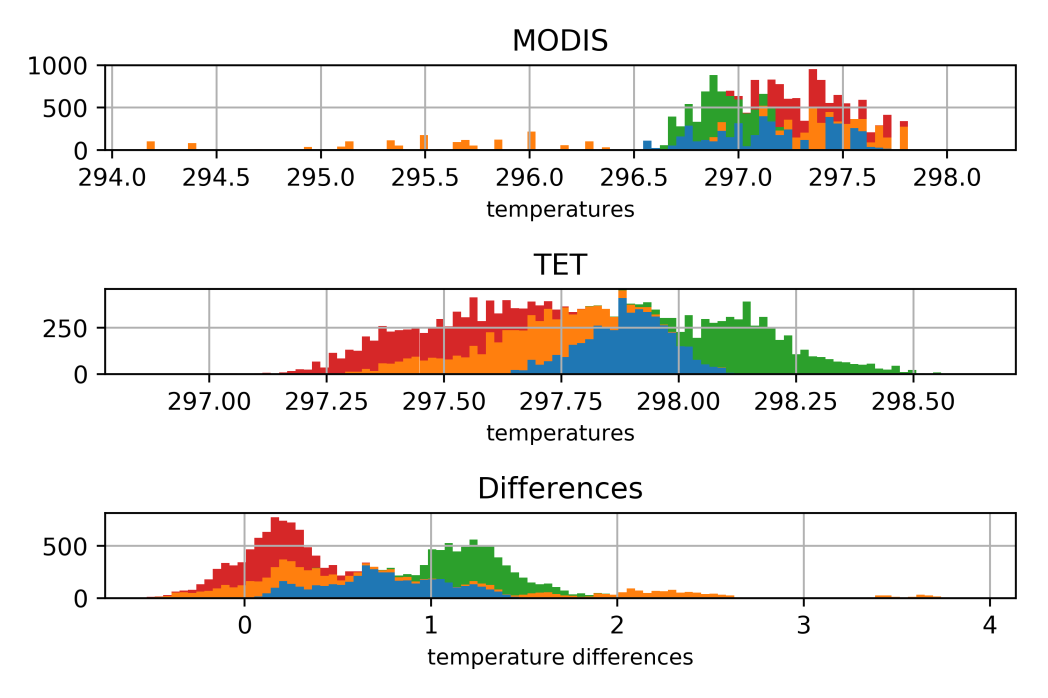 MODIS
1000
500
0
294.0 294.5 295.0 295.5 296.0 296.5 297.0 297.5 298.0
temperatures
TET
250
0
297.00 297.25 297.50 297.75 298.00 298.25 298.50
temperatures
Differences
500
0
0 1 2 3 4
temperature differences